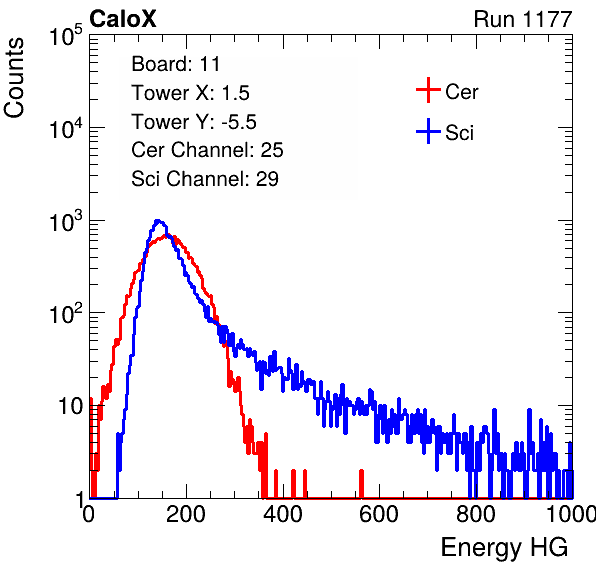 CaloX Run 1177
Counts
10^5
10^4
10^3
10^2
10
1
Board: 11
Tower X: 1.5
Tower Y: -5.5
Cer Channel: 25
Sci Channel: 29
Cer
Sci
0 200 400 600 800 1000
Energy HG